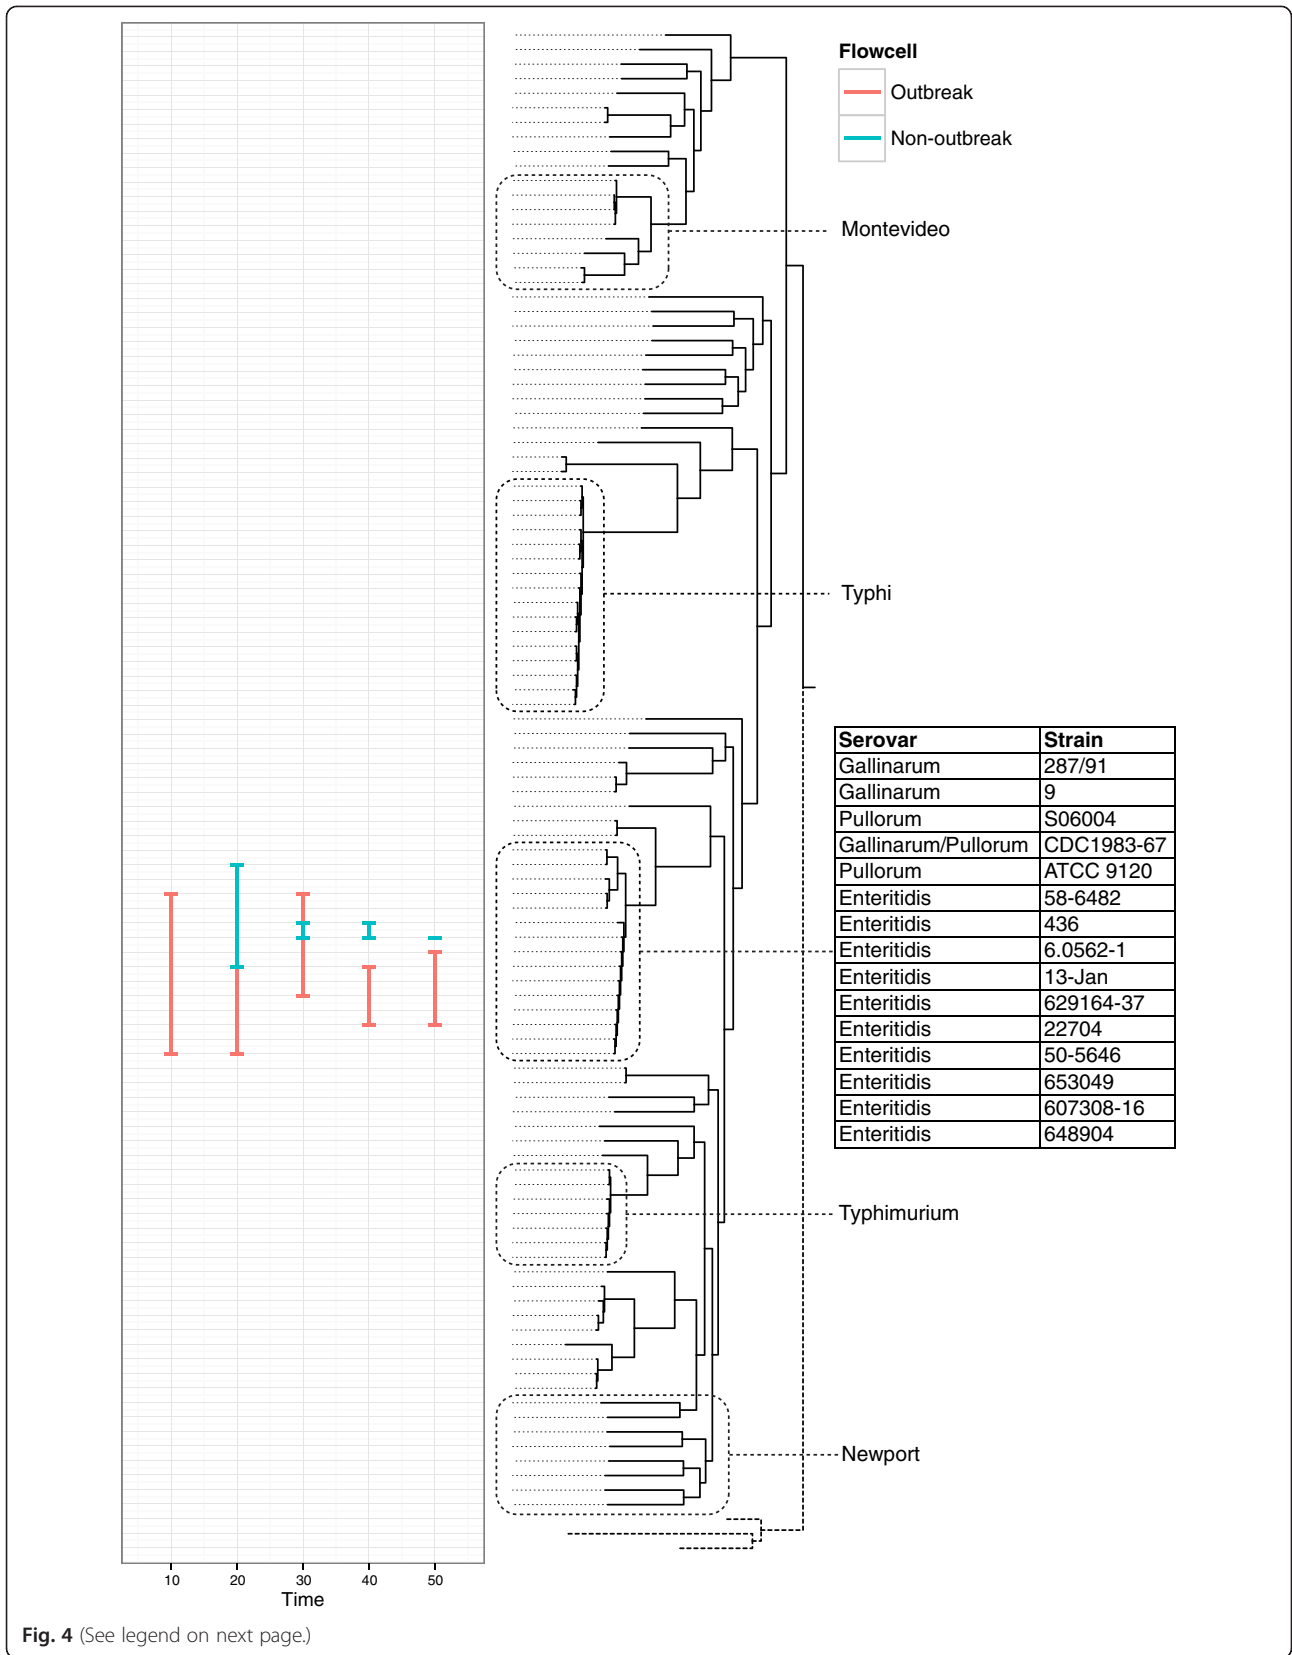 Flowcell
Outbreak
Non-outbreak
Montevideo
Typhi
Serovar Strain
Gallinarum 287/91
Gallinarum 9
Pullorum S06004
Gallinarum/Pullorum CDC1983-67
Pullorum ATCC 9120
Enteritidis 58-6482
Enteritidis 436
Enteritidis 6.0562-1
Enteritidis 13-Jan
Enteritidis 629164-37
Enteritidis 22704
Enteritidis 50-5646
Enteritidis 653049
Enteritidis 607308-16
Enteritidis 648904
Typhimurium
Newport
10 20 30 40 50
Time
Fig. 4 (See legend on next page.)